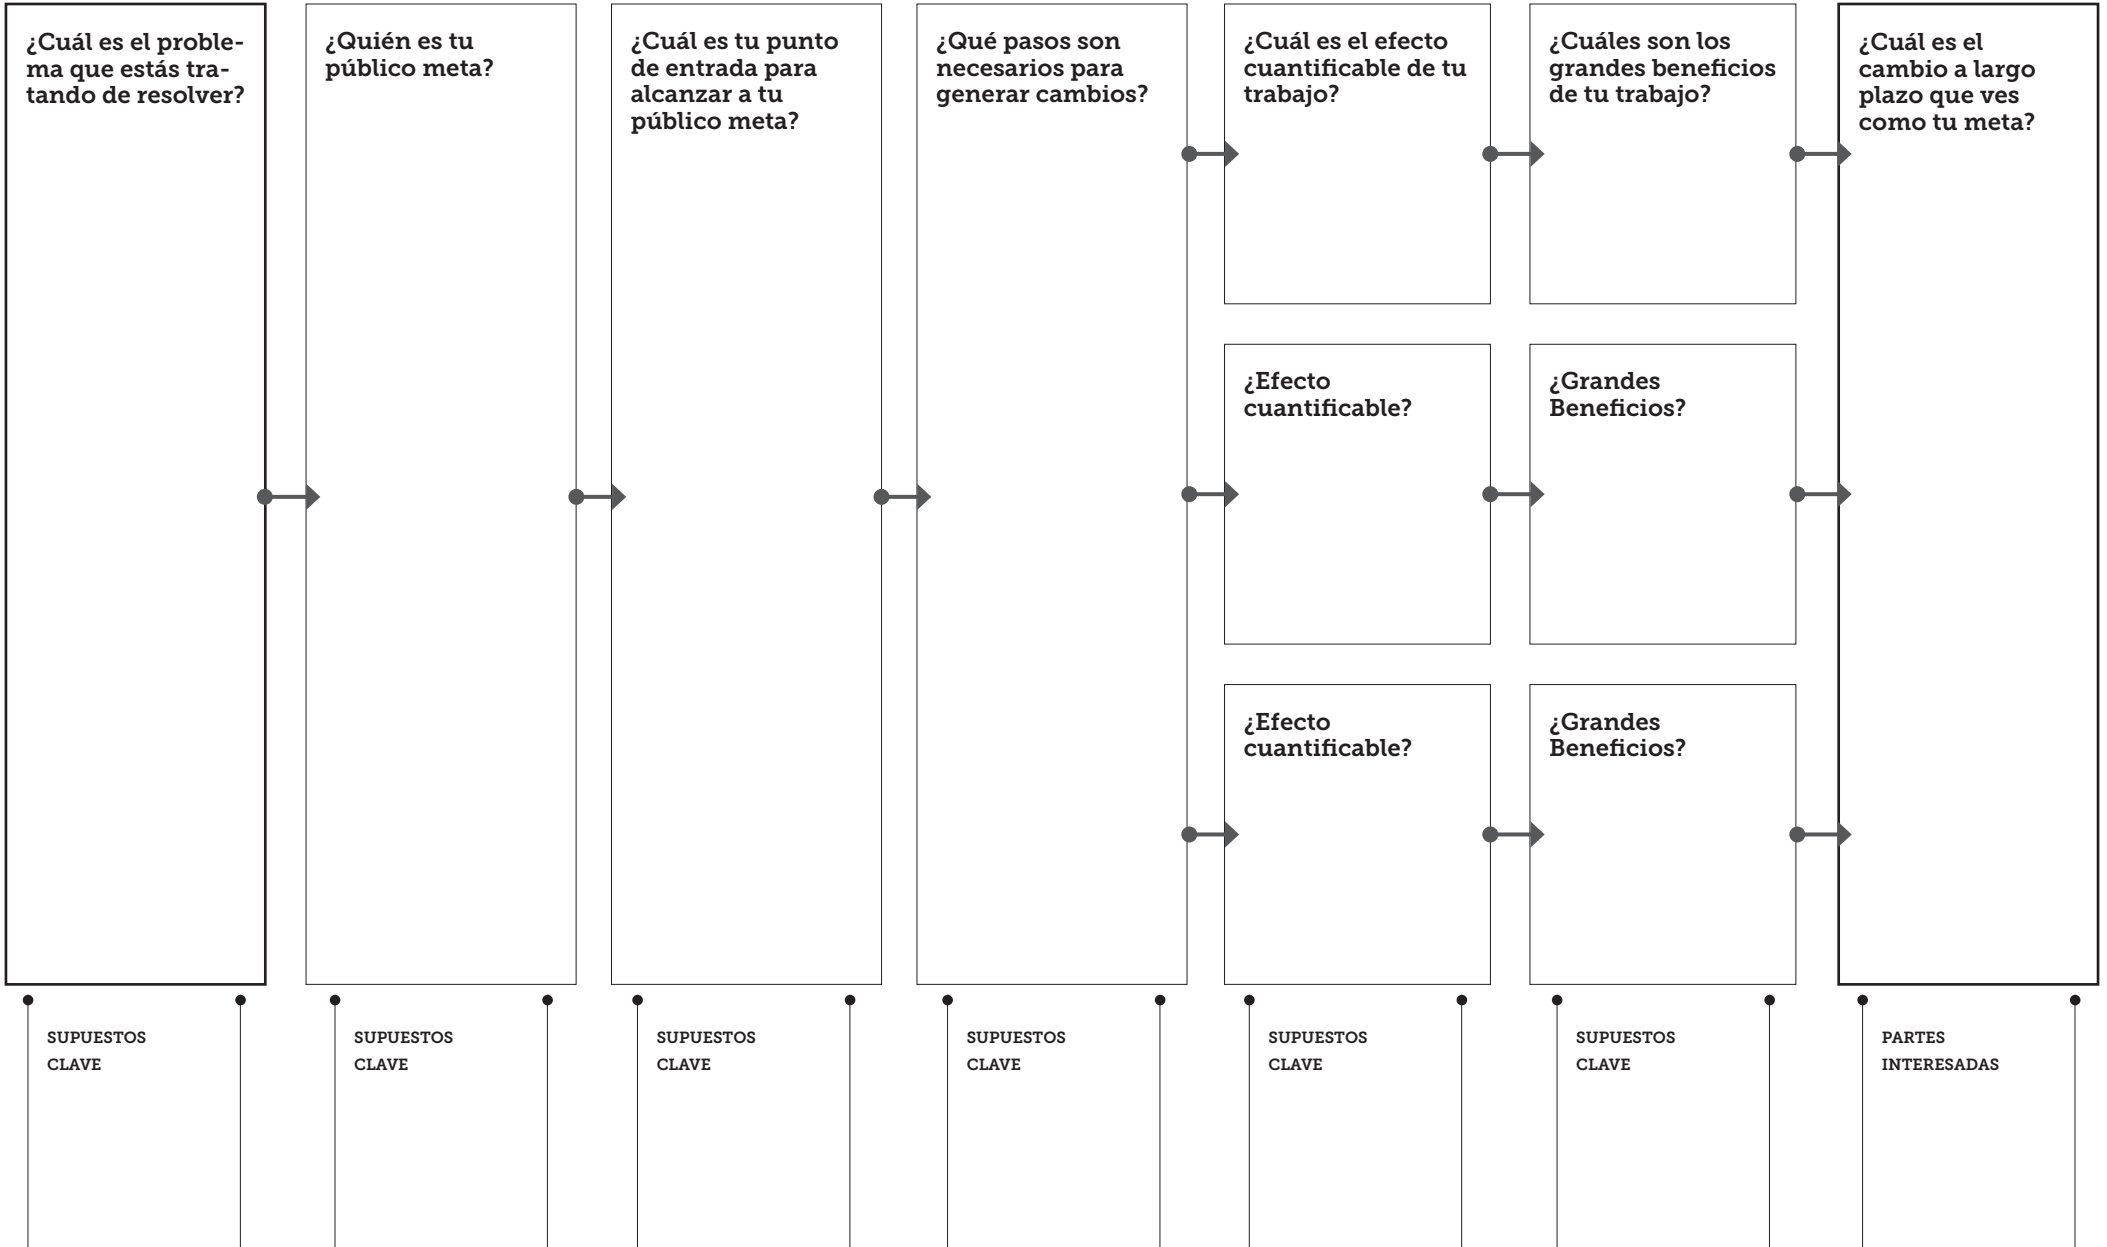 ¿Cuál es el proble-
ma que estás tra-
tando de resolver?
¿Quién es tu
público meta?
¿Cuál es tu punto
de entrada para
alcanzar a tu
público meta?
¿Qué pasos son
necesarios para
generar cambios?
¿Cuál es el efecto
cuantificable de tu
trabajo?
¿Cuáles son los
grandes beneficios
de tu trabajo?
¿Cuál es el
cambio a largo
plazo que ves
como tu meta?
¿Efecto
cuantificable?
¿Grandes
Beneficios?
¿Efecto
cuantificable?
¿Grandes
Beneficios?
SUPUESTOS
CLAVE
SUPUESTOS
CLAVE
SUPUESTOS
CLAVE
SUPUESTOS
CLAVE
SUPUESTOS
CLAVE
SUPUESTOS
CLAVE
PARTES
INTERESADAS